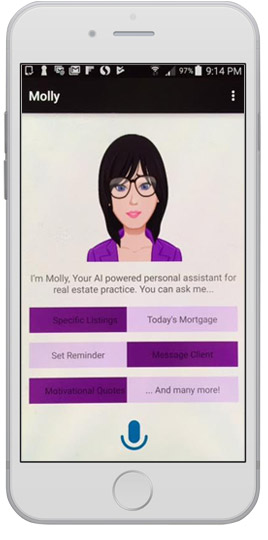 97% 9:14 PM
Molly
I'm Molly, Your AI powered personal assistant for
real estate practice. You can ask me...
Specific Listings Today's Mortgage
Set Reminder Message Client
Motivational Quotes ... And many more!